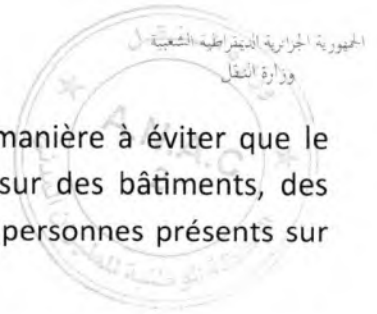 الجمهورية الجزائرية الديمقراطية الشعبية
وزارة النقل
A.N.A.C
manière à éviter que le
sur des bâtiments, des
personnes présents sur